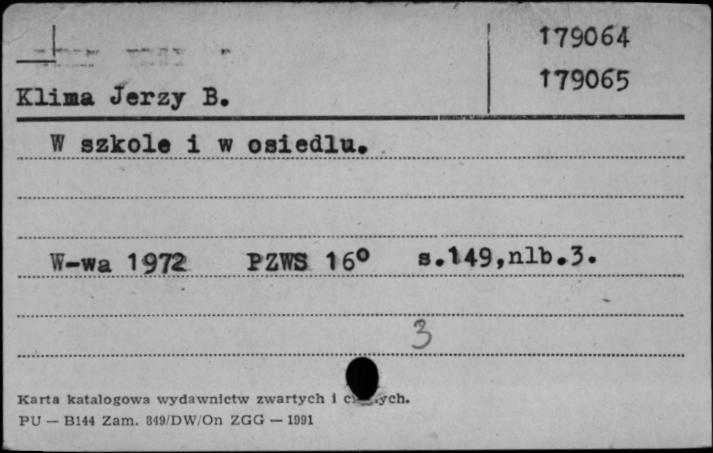 179064
179065
Klima Jerzy B.
W szkole i w osiedlu.
W-wa 1972 PZWS 16° s.149,nlb.3.
3
Karta katalogowa wydawnictw zwartych i
PU — B144 Zam. 849/DW/On ZGG — 1991